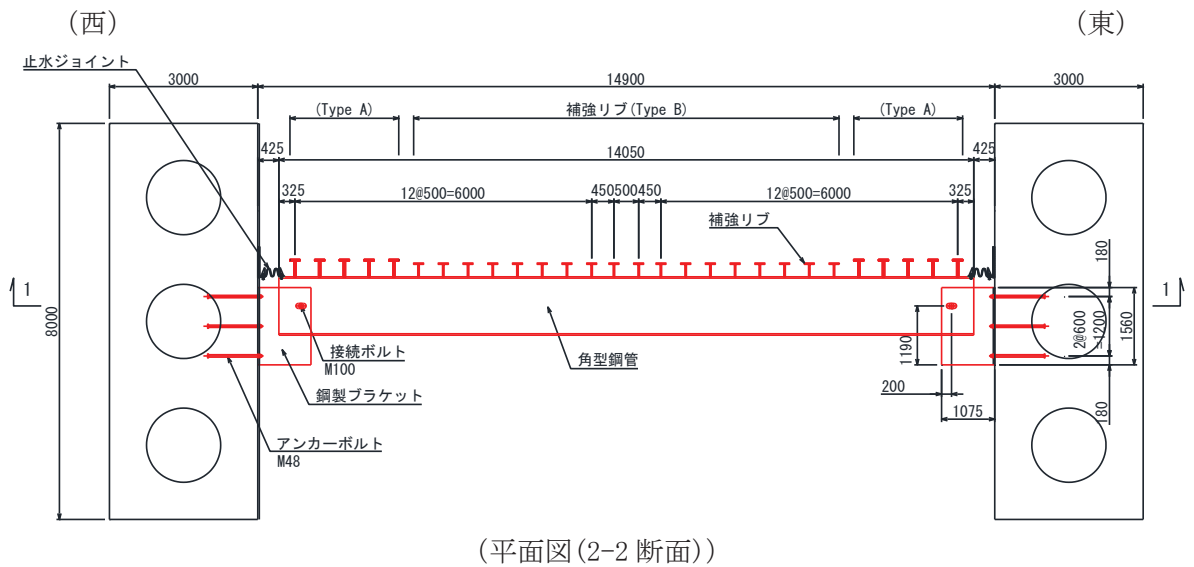 (西)
(東)
止水ジョイント
3000
14900
3000
(Type A)
補強リブ(Type B)
(Type A)
425
14050
425
325
12@500=6000
450
500
450
12@500=6000
325
補強リブ
180
1
1
8000
2@600
=1200
1560
1190
接続ボルト
M100
角型鋼管
鋼製ブラケット
200
1075
180
アンカーボルト
M48
(平面図(2-2 断面))